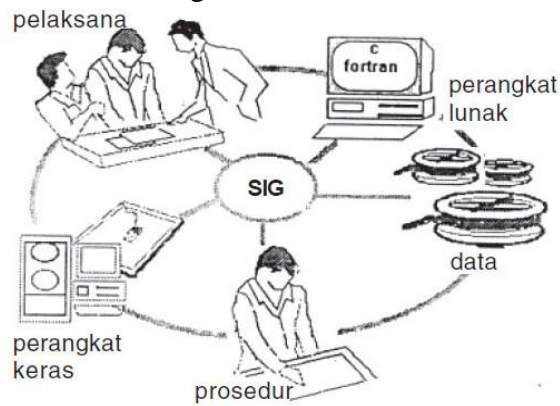 pelaksana
C
fortran
perangkat
lunak
SIG
data
perangkat
keras
prosedur